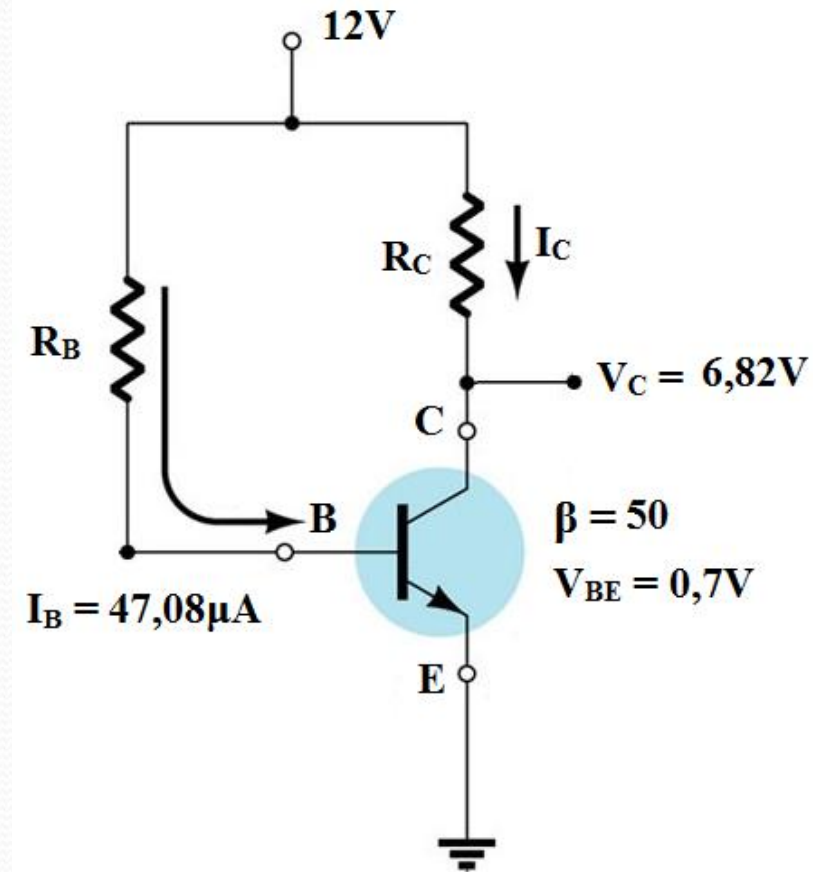 12V
RC
IC
RB
VC = 6,82V
C
B
β = 50
VBE = 0,7V
IB = 47,08µA
E